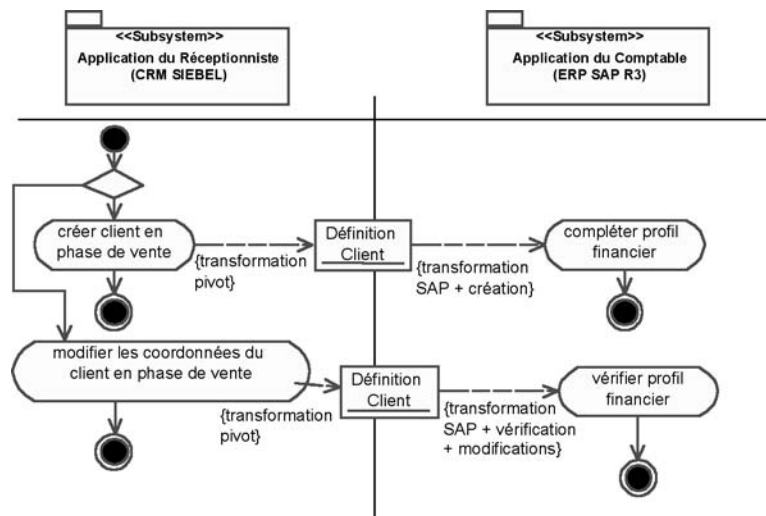 <<Subsystem>>
Application du Réceptionniste
(CRM SIEBEL)
<<Subsystem>>
Application du Comptable
(ERP SAP R3)
créer client en
phase de vente
{transformation
pivot}
Définition
Client
{transformation
SAP + création}
compléter profil
financier
modifier les coordonnées du
client en phase de vente
{transformation
pivot}
Définition
Client
{transformation
SAP + vérification
+ modifications}
vérifier profil
financier